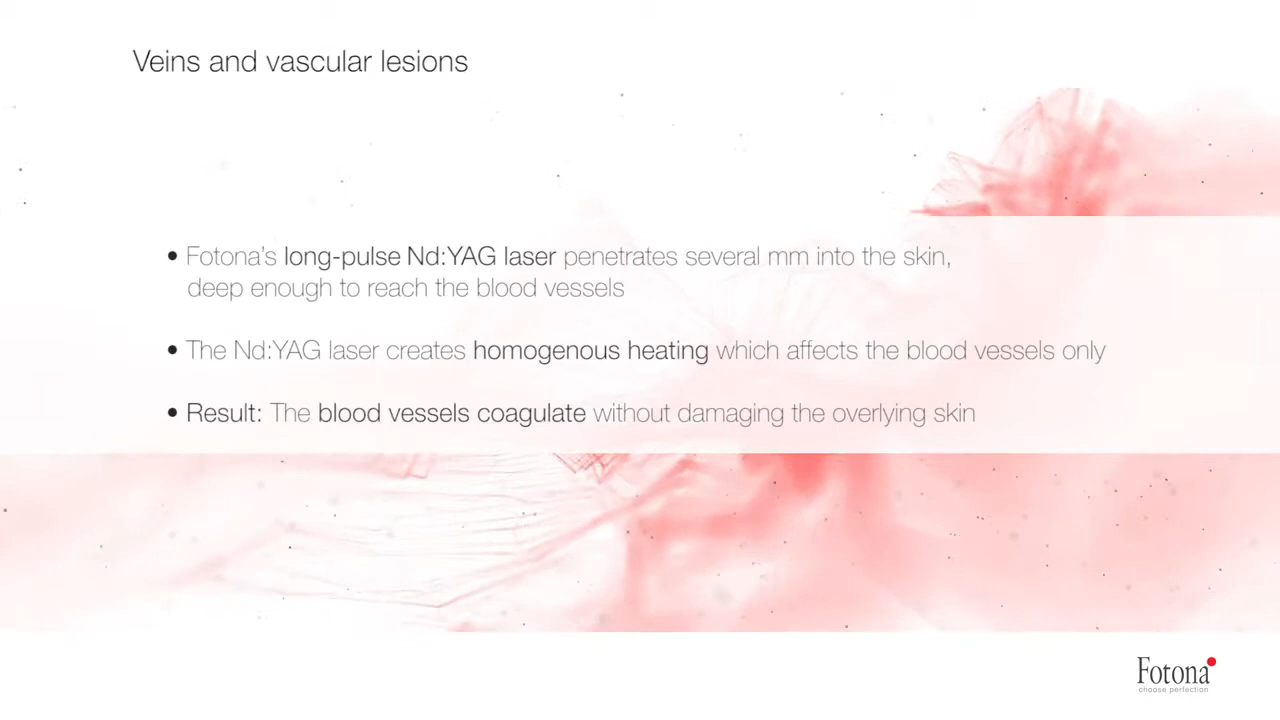 Veins and vascular lesions
• Fotona’s long-pulse Nd:YAG laser penetrates several mm into the skin,
deep enough to reach the blood vessels
• The Nd:YAG laser creates homogenous heating which affects the blood vessels only
• Result: The blood vessels coagulate without damaging the overlying skin
Fotona
choose perfection